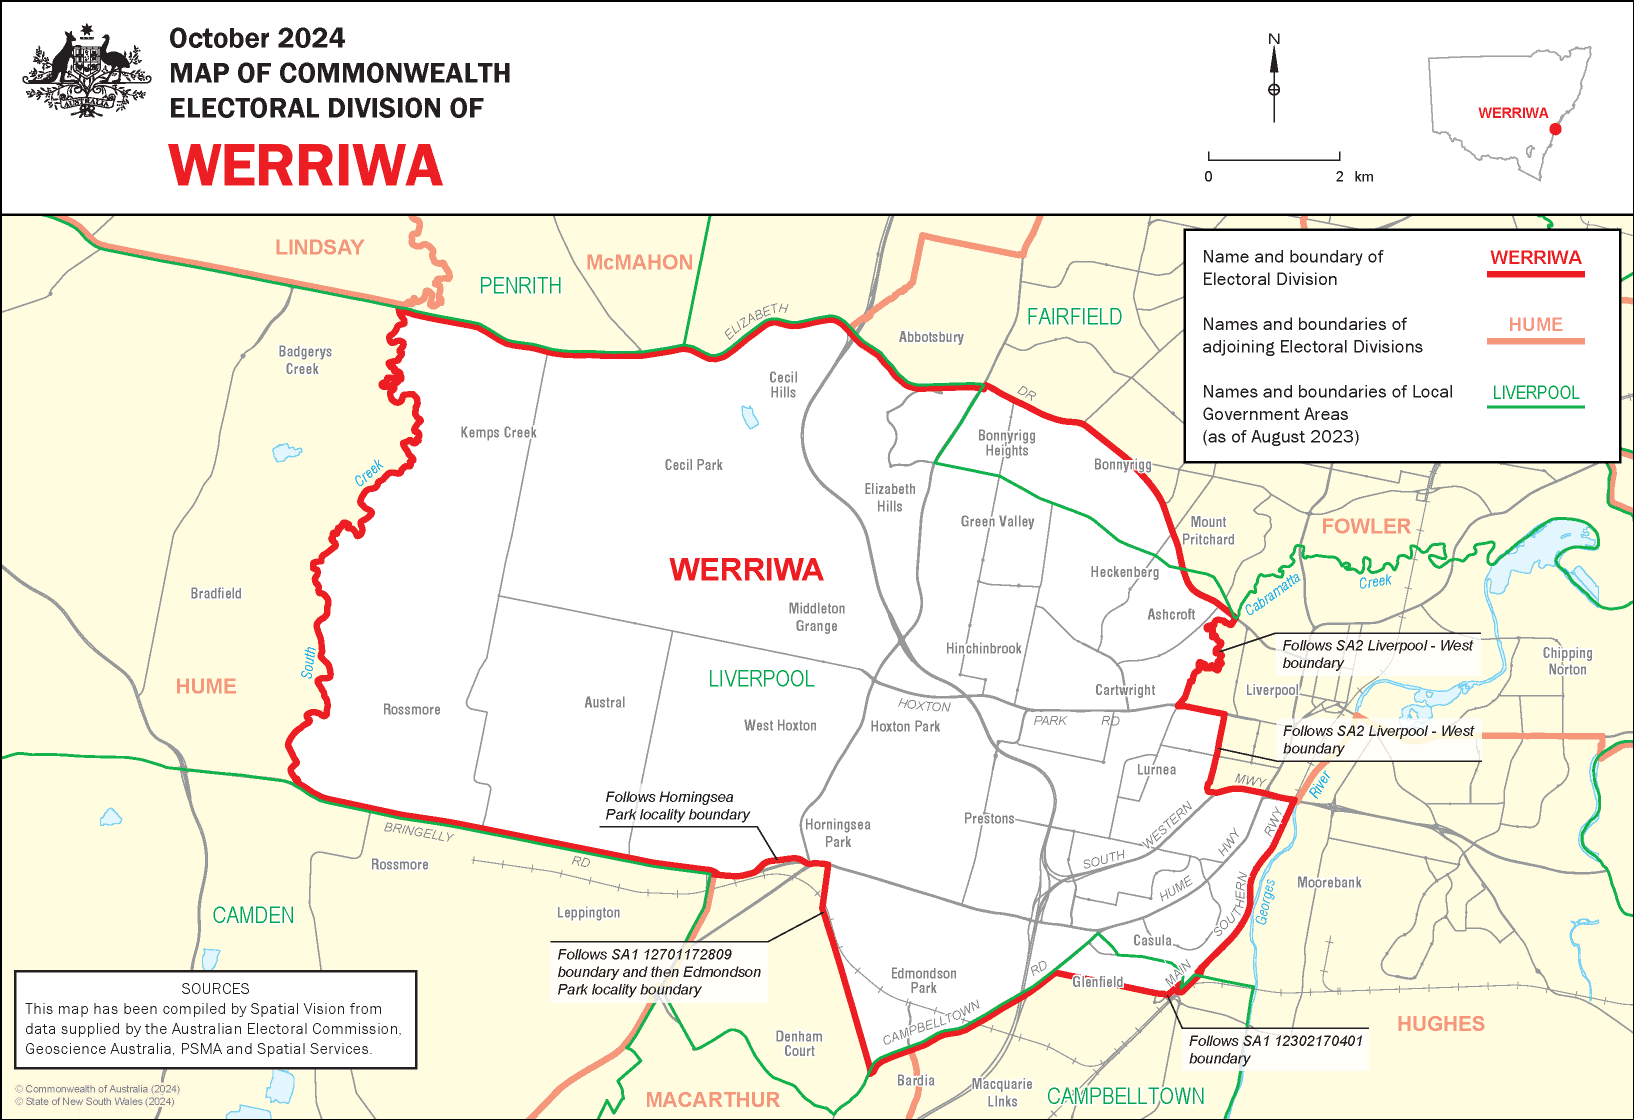 October 2024
MAP OF COMMONWEALTH
ELECTORAL DIVISION OF
WERRIWA
AUSTRALIA
N
0 2 km
WERRIWA
Name and boundary of
Electoral Division
WERRIWA
Names and boundaries of
adjoining Electoral Divisions
HUME
Names and boundaries of Local
Government Areas
(as of August 2023)
LIVERPOOL
LINDSAY
McMAHON
PENRITH
FAIRFIELD
ELIZABETH
DR
Abbotsbury
Badgerys
Creek
Cecil
Hills
Kemps Creek
Cecil Park
Bonnyrigg
Heights
Bonnyrigg
Creek
Elizabeth
Hills
Green Valley
Mount
Pritchard
FOWLER
WERRIWA
Heckenberg
Cabramatta
Creek
Bradfield
Middleton
Grange
Ashcroft
Hinchinbrook
Follows SA2 Liverpool - West
boundary
Chipping
Norton
South
HUME
LIVERPOOL
Cartwright
Liverpool
Rossmore
Austral
West Hoxton
HOXTON
PARK
RD
Hoxton Park
Follows SA2 Liverpool - West
boundary
Lurnea
MWY
River
Follows Horningsea
Park locality boundary
Horningsea
Park
Prestons
WESTERN
SOUTH
HWY
HUME
RWY
SOUTHERN
MAIN
BRINGELLY
RD
Rossmore
Moorebank
Georges
CAMDEN
Leppington
Casula
Follows SA1 12701172809
boundary and then Edmondson
Park locality boundary
Edmondson
Park
RD
CAMPBELLTOWN
Glenfield
Follows SA1 12302170401
boundary
HUGHES
Denham
Court
Bardia
Macquarie
LInks
MACARTHUR
CAMPBELLTOWN
SOURCES
This map has been compiled by Spatial Vision from
data supplied by the Australian Electoral Commission,
Geoscience Australia, PSMA and Spatial Services.
© Commonwealth of Australia (2024)
© State of New South Wales (2024)